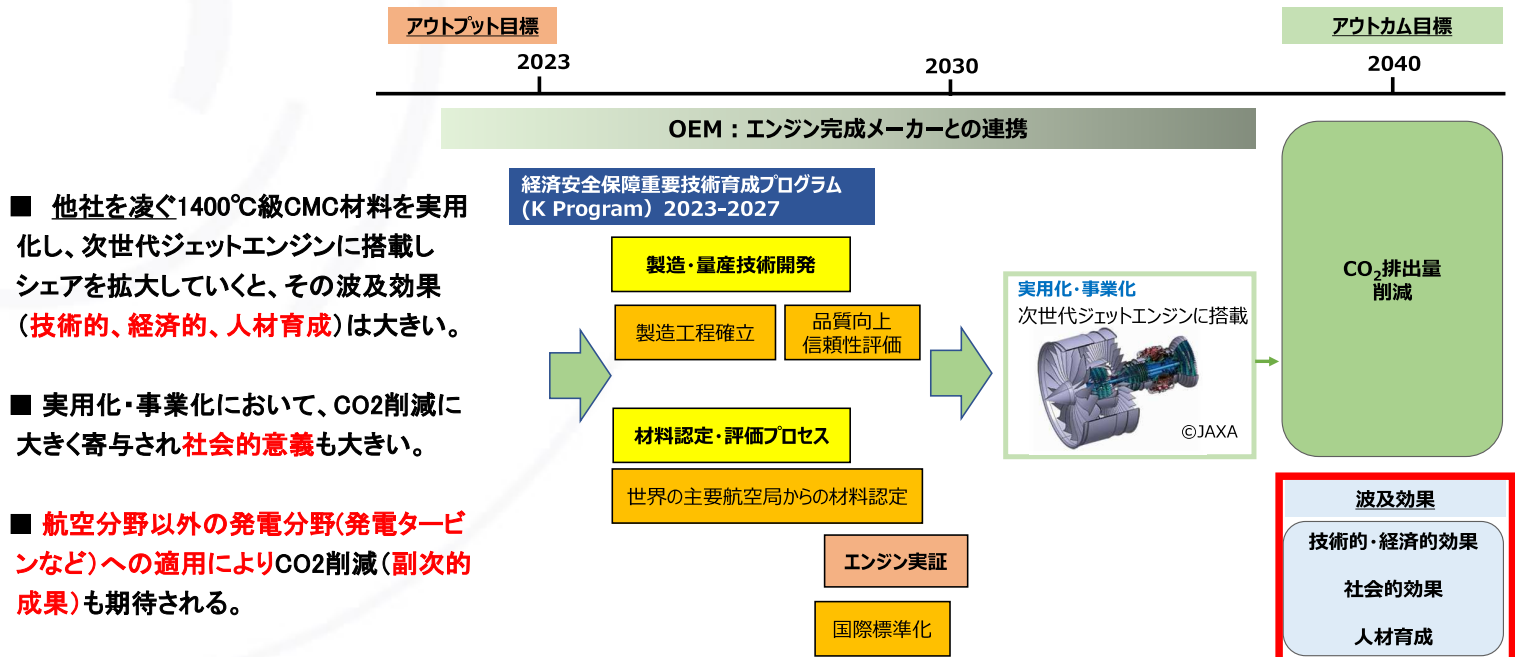 アウトプット目標
アウトカム目標
2023
2030
2040
OEM：エンジン完成メーカーとの連携
■ 他社を凌ぐ1400℃級CMC材料を実用
化し、次世代ジェットエンジンに搭載し
シェアを拡大していくと、その波及効果
（技術的、経済的、人材育成）は大きい。
■ 実用化・事業化において、CO2削減に
大きく寄与され社会的意義も大きい。
■ 航空分野以外の発電分野(発電タービ
ンなど）への適用によりCO2削減（副次的
成果）も期待される。
経済安全保障重要技術育成プログラム
(K Program）2023-2027
製造・量産技術開発
製造工程確立
品質向上
信頼性評価
材料認定・評価プロセス
世界の主要航空局からの材料認定
エンジン実証
国際標準化
実用化・事業化
次世代ジェットエンジンに搭載
©JAXA
CO₂排出量
削減
波及効果
技術的・経済的効果
社会的効果
人材育成